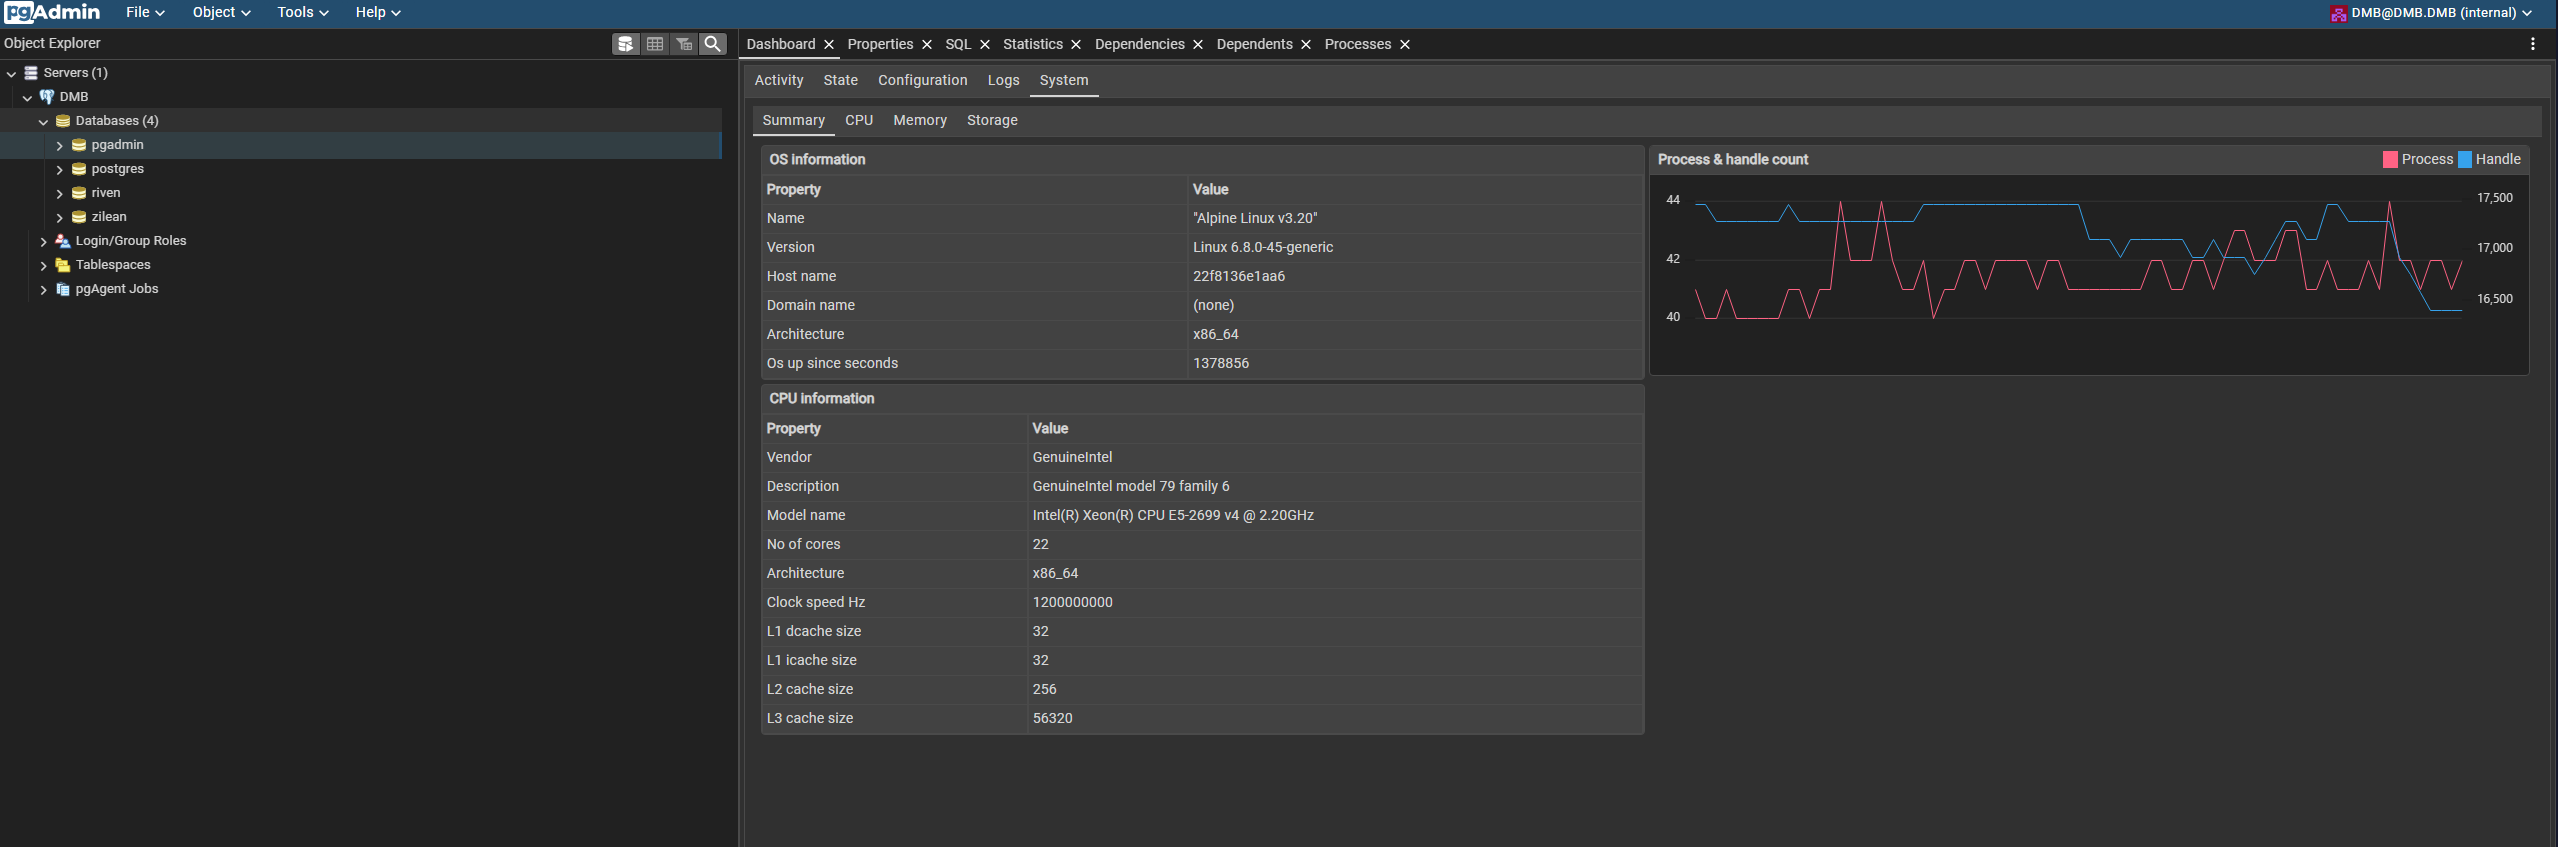 pgAdmin File Object Tools Help DMB@DMB.DMB (internal)
Object Explorer
Servers (1)
DMB
Databases (4)
pgadmin
postgres
riven
zilean
Login/Group Roles
Tablespaces
pgAgent Jobs
Dashboard Properties SQL Statistics Dependencies Dependents Processes
Activity State Configuration Logs System
Summary CPU Memory Storage
OS information
Property Value
Name "Alpine Linux v3.20"
Version Linux 6.8.0-45-generic
Host name 22f8136e1aa6
Domain name (none)
Architecture x86_64
Os up since seconds 1378856
CPU information
Property Value
Vendor GenuineIntel
Description GenuineIntel model 79 family 6
Model name Intel(R) Xeon(R) CPU E5-2699 v4 @ 2.20GHz
No of cores 22
Architecture x86_64
Clock speed Hz 1200000000
L1 dcache size 32
L1 icache size 32
L2 cache size 256
L3 cache size 56320
Process & handle count Process Handle
44 17,500
42 17,000
40 16,500